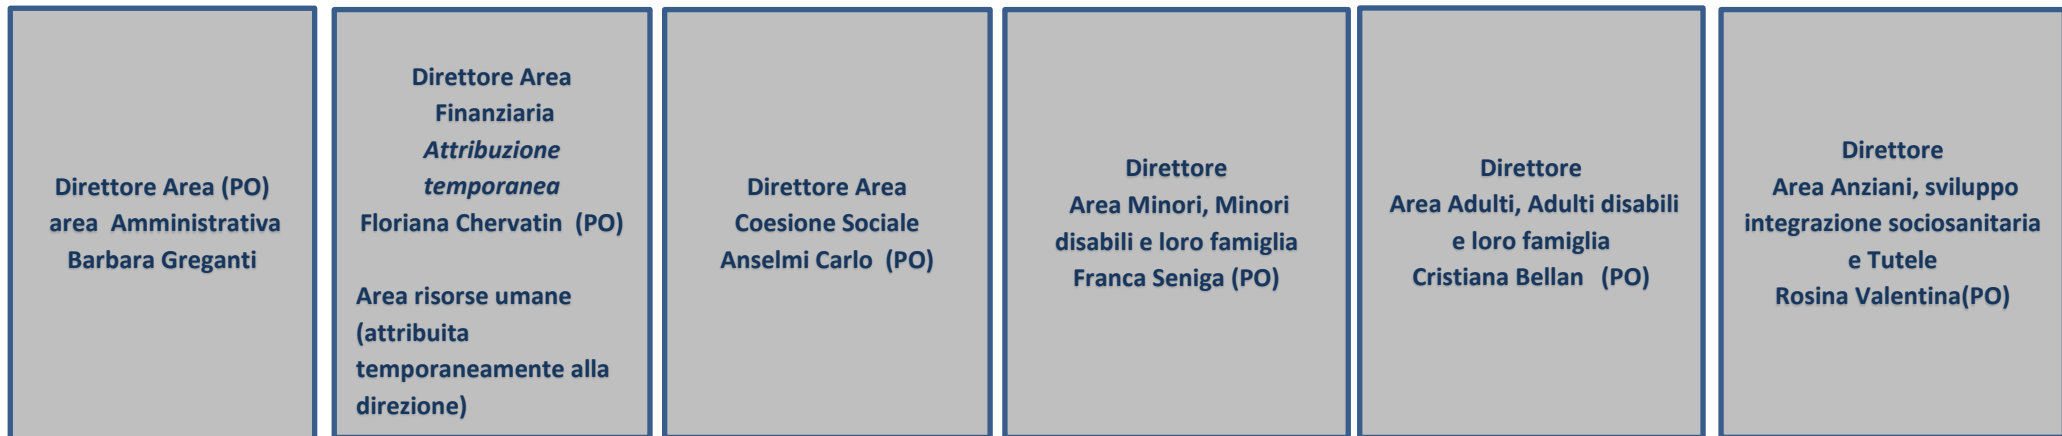 Direttore Area (PO)
area  Amministrativa
Barbara Greganti
Direttore Area
Finanziaria
Attribuzione
temporanea
Floriana Chervatin  (PO)
Area risorse umane
(attribuita
temporaneamente alla
direzione)
Direttore Area
Coesione Sociale
Anselmi Carlo  (PO)
Direttore
Area Minori, Minori
disabili e loro famiglia
Franca Seniga (PO)
Direttore
Area Adulti, Adulti disabili
e loro famiglia
Cristiana Bellan   (PO)
Direttore
Area Anziani, sviluppo
integrazione sociosanitaria
e Tutele
Rosina Valentina(PO)